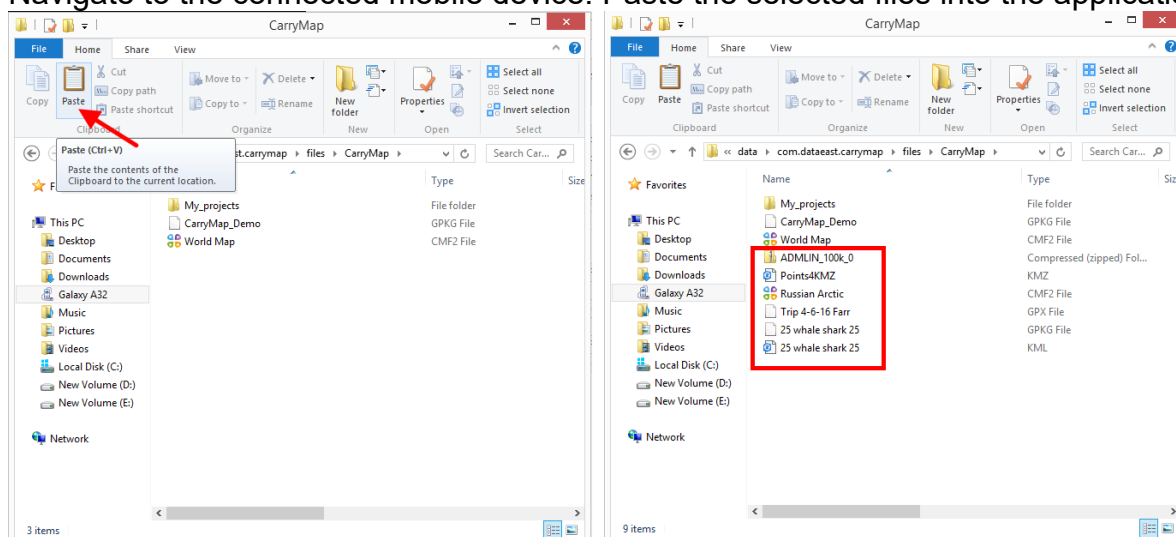 Navigate to the connected mobile device. Paste the selected files into the applicatio
CarryMap
File Home Share View
Copy
Paste
Cut
Copy path
Paste shortcut
Clipboard
Move to
Copy to
Delete
Rename
Organize
New folder
New
Properties
Open
Select all
Select none
Invert selection
Select
Paste (Ctrl+V)
Paste the contents of the
Clipboard to the current location.
st.carrymap files CarryMap
Search Car...
Type Size
This PC
Desktop
Documents
Downloads
Galaxy A32
Music
Pictures
Videos
Local Disk (C:)
New Volume (D:)
New Volume (E:)
Network
My_projects File folder
CarryMap_Demo GPKG File
World Map CMF2 File
3 items
CarryMap
File Home Share View
Copy
Paste
Cut
Copy path
Paste shortcut
Clipboard
Move to
Copy to
Delete
Rename
Organize
New folder
New
Properties
Open
Select all
Select none
Invert selection
Select
« data com.dataeast.carrymap files CarryMap
Search Car...
Name Type Siz
Favorites
This PC
Desktop
Documents
Downloads
Galaxy A32
Music
Pictures
Videos
Local Disk (C:)
New Volume (D:)
New Volume (E:)
Network
My_projects File folder
CarryMap_Demo GPKG File
World Map CMF2 File
ADMLIN_100k_0 Compressed (zipped) Fol...
Points4KMZ KMZ
Russian Arctic CMF2 File
Trip 4-6-16 Farr GPX File
25 whale shark 25 GPKG File
25 whale shark 25 KML
9 items